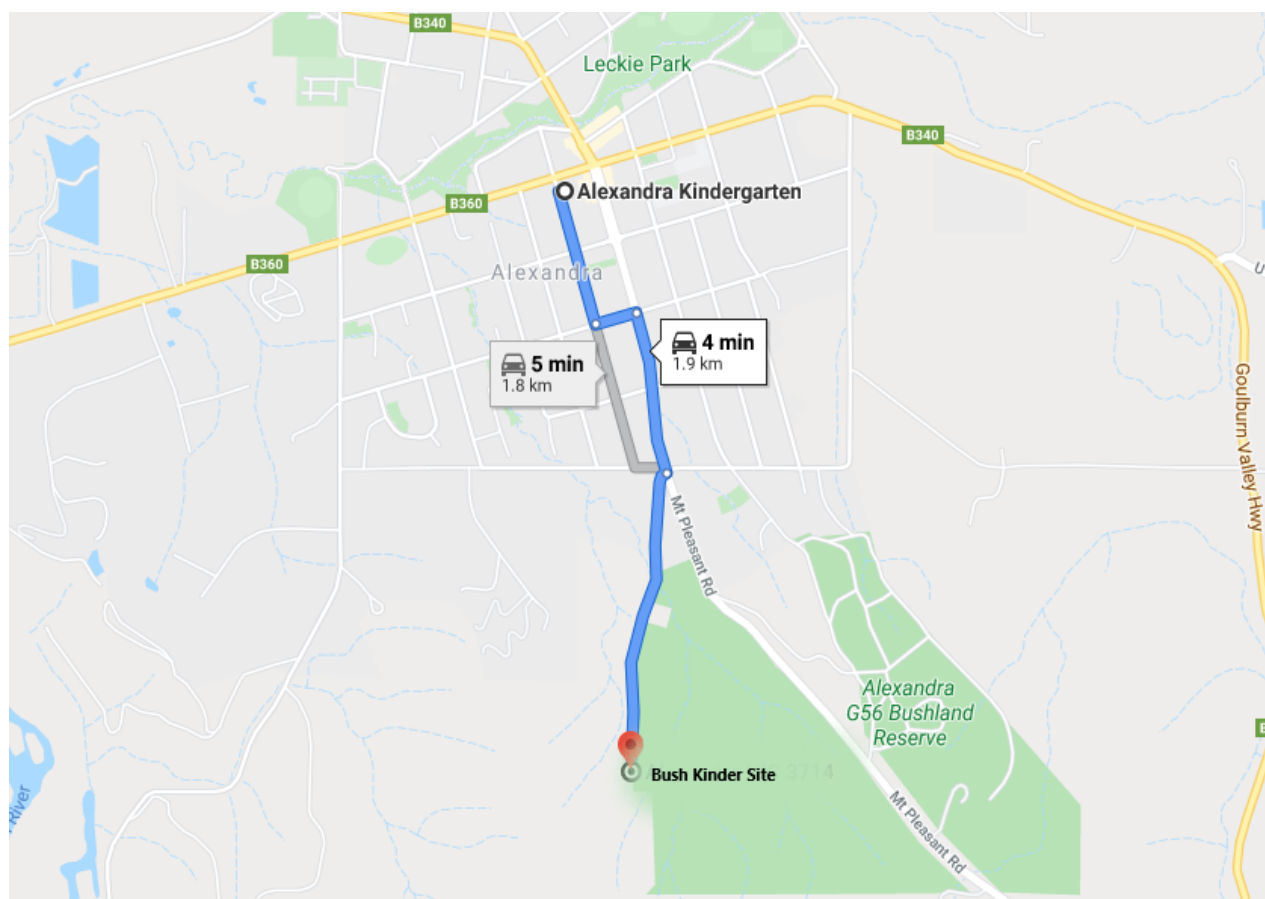 B340
Leckie Park
B340
Alexandra Kindergarten
B360
B360
Alexandra
4 min
1.9 km
5 min
1.8 km
Goulburn Valley Hwy
Mt Pleasant Rd
Alexandra
G56 Bushland
Reserve
Bush Kinder Site
3714
Mt Pleasant Rd
River